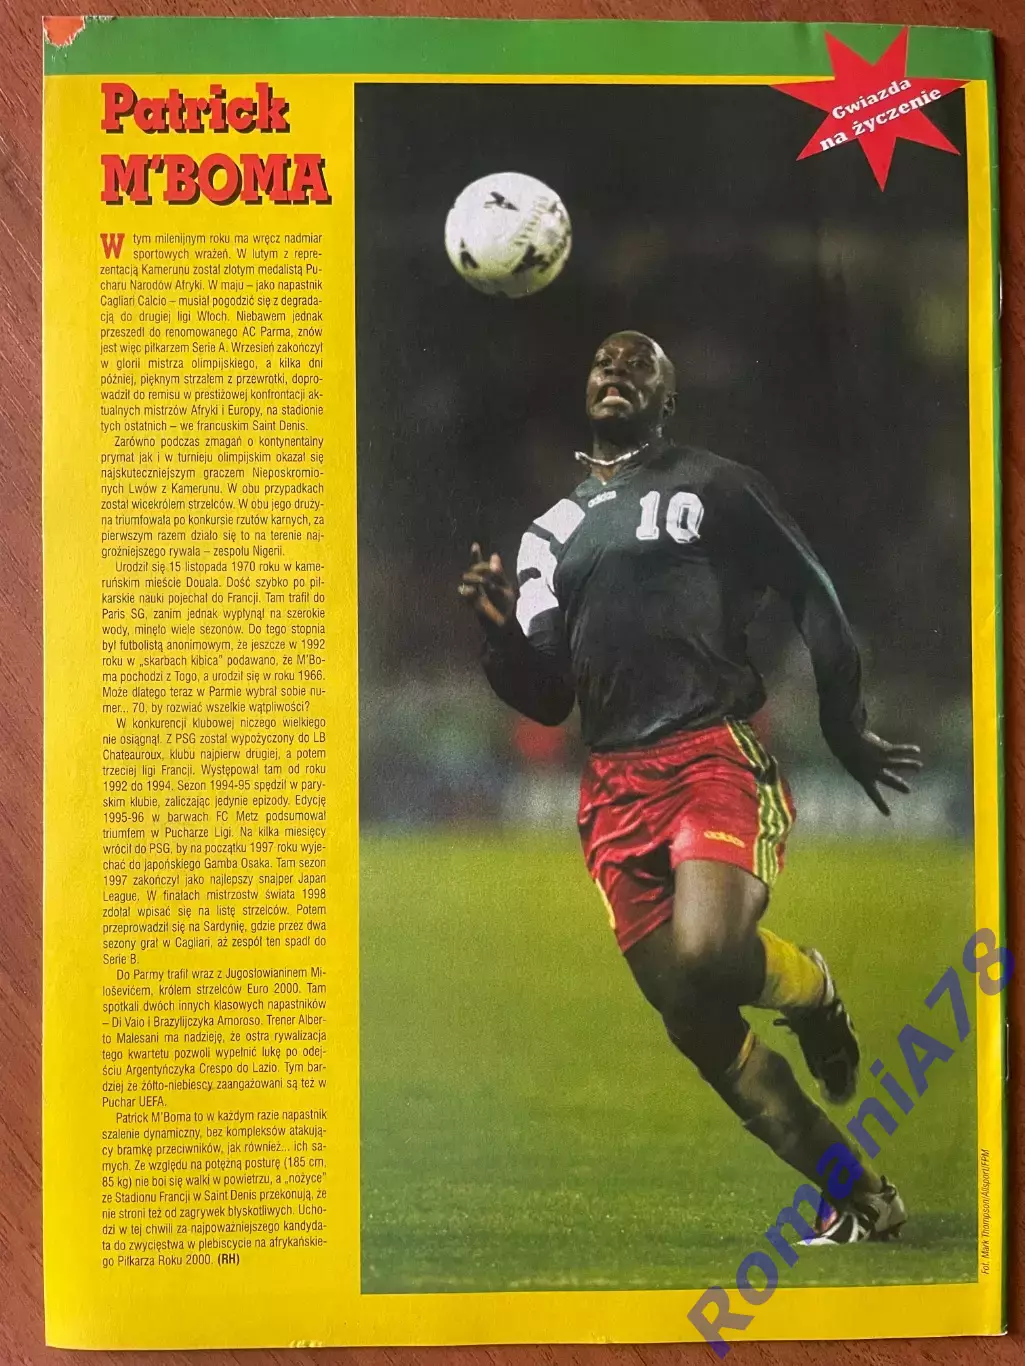 Patrick
M'BOMA
Gwiazda
na życzenie
W tym milenijnym roku ma wręcz nadmiar
sportowych wrażeń. W lutym z repre-
zentacją Kamerunu został złotym medalistą Pu-
charu Narodów Afryki. W maju – jako napastnik
Cagliari Calcio – musiał pogodzić się z degrada-
cją do drugiej ligi Włoch. Niebawem jednak
przeszedł do renomowanego AC Parma, znów
jest więc piłkarzem Serie A. Wrzesień zakończył
w glorii mistrza olimpijskiego, a kilka dni
później, pięknym strzałem z przewrotki, dopro-
wadził do remisu w prestiżowej konfrontacji ak-
tualnych mistrzów Afryki i Europy, na stadionie
tych ostatnich – we francuskim Saint Denis.
Zarówno podczas zmagań o kontynentalny
prymat jak i w turnieju olimpijskim okazał się
najskuteczniejszym graczem Nieposkromio-
nych Lwów z Kamerunu. W obu przypadkach
został wicekrólem strzelców. W obu jego druży-
na triumfowała po konkursie rzutów karnych, za
pierwszym razem działo się to na terenie naj-
groźniejszego rywala – zespołu Nigerii.
Urodził się 15 listopada 1970 roku w kame-
ruńskim mieście Douala. Dość szybko po pił-
karskie nauki pojechał do Francji. Tam trafił do
Paris SG, zanim jednak wypłynął na szerokie
wody, minęło wiele sezonów. Do tego stopnia
był futbolistą anonimowym, że jeszcze w 1992
roku w „skarbach kibica” podawano, że M'Bo-
ma pochodzi z Togo, a urodził się w roku 1966.
Może dlatego teraz w Parmie wybrał sobie nu-
mer... 70, by rozwiać wszelkie wątpliwości?
W konkurencji klubowej niczego wielkiego
nie osiągnął. Z PSG został wypożyczony do LB
Chateauroux, klubu najpierw drugiej, a potem
trzeciej ligi Francji. Występował tam od roku
1992 do 1994. Sezon 1994-95 spędził w pary-
skim klubie, zaliczając jedynie epizody. Edycję
1995-96 w barwach FC Metz podsumował
triumfem w Pucharze Ligi. Na kilka miesięcy
wrócił do PSG, by na początku 1997 roku wyje-
chać do japońskiego Gamba Osaka. Tam sezon
1997 zakończył jako najlepszy snajper Japan
League. W finałach mistrzostw świata 1998
zdołał wpisać się na listę strzelców. Potem
przeprowadził się na Sardynię, gdzie przez dwa
sezony grał w Cagliari, aż zespół ten spadł do
Serie B.
Do Parmy trafił wraz z Jugosłowianinem Mi-
loševićem, królem strzelców Euro 2000. Tam
spotkali dwóch innych klasowych napastników
– Di Vaio i Brazylijczyka Amoroso. Trener Alber-
to Malesani ma nadzieję, że ostra rywalizacja
tego kwartetu pozwoli wypełnić lukę po odej-
ściu Argentyńczyka Crespo do Lazio. Tym bar-
dziej że żółto-niebiescy zaangażowani są też w
Puchar UEFA.
Patrick M'Boma to w każdym razie napastnik
szalenie dynamiczny, bez kompleksów atakują-
cy bramkę przeciwników, jak również... ich sa-
mych. Ze względu na potężną posturę (185 cm,
85 kg) nie boi się walki w powietrzu, a „nożyce”
ze Stadionu Francji w Saint Denis przekonują, że
nie stroni też od zagrywek błyskotliwych. Ucho-
dzi w tej chwili za najpoważniejszego kandyda-
ta do zwycięstwa w plebiscycie na afrykańskie-
go Piłkarza Roku 2000. (RH)
adidas
10
adidas
Fot. Mark Thompson/Allsport/FPM
RomaniA78